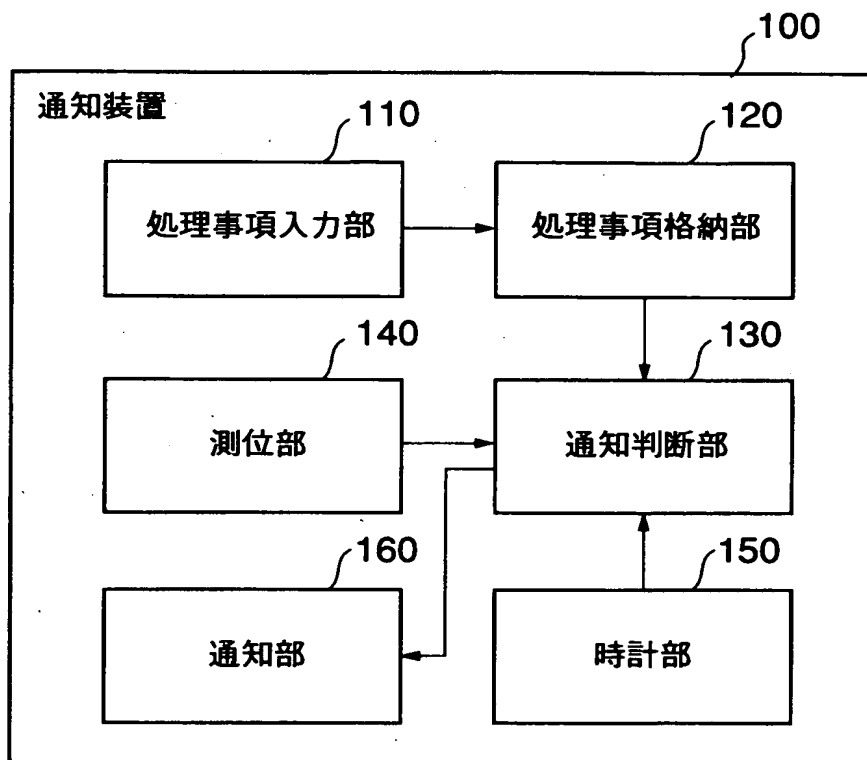 100
通知装置
110
120
処理事項入力部
処理事項格納部
140
130
測位部
通知判断部
160
150
通知部
時計部